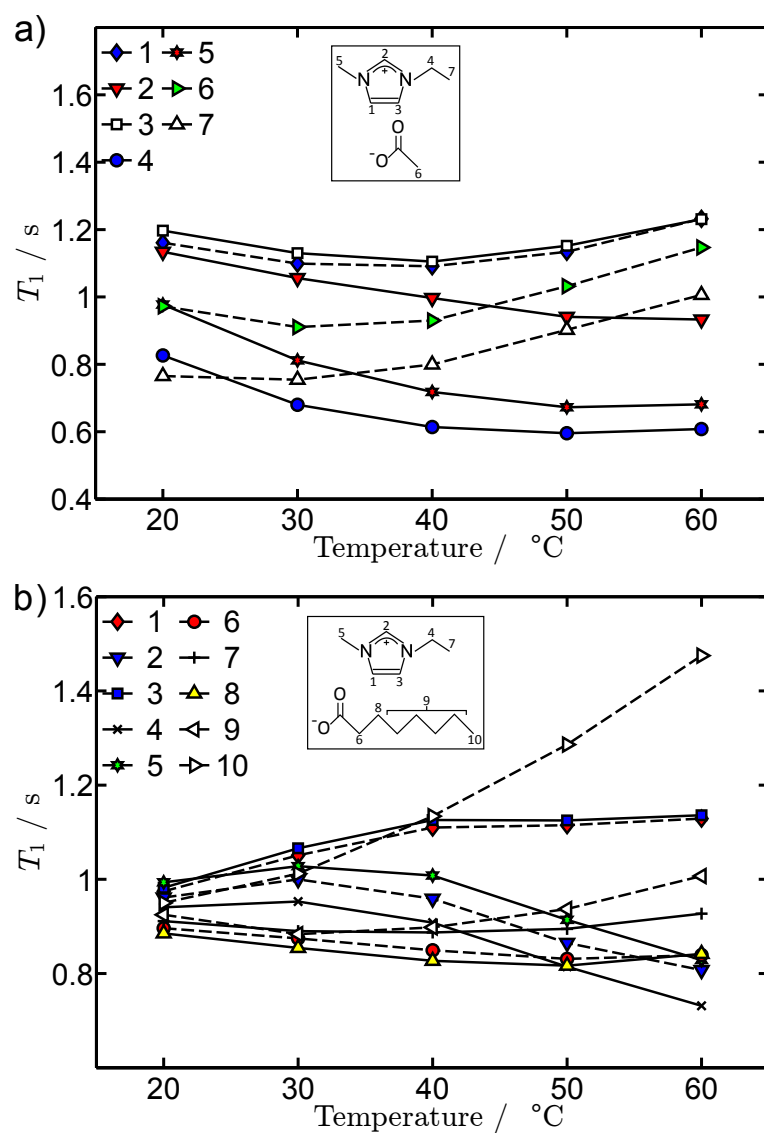 a)
1 5
2 6
3 7
4
5 2 4 7
N + N
1 3
O
⁻O 6
1.6
1.4
1.2
1
0.8
0.6
0.4
T₁ / s
20 30 40 50 60
Temperature / °C
b)
1 6
2 7
3 8
4 9
5 10
5 2 4 7
N + N
1 3
O 8 9
⁻O 6 10
1.6
1.4
1.2
1
0.8
T₁ / s
20 30 40 50 60
Temperature / °C